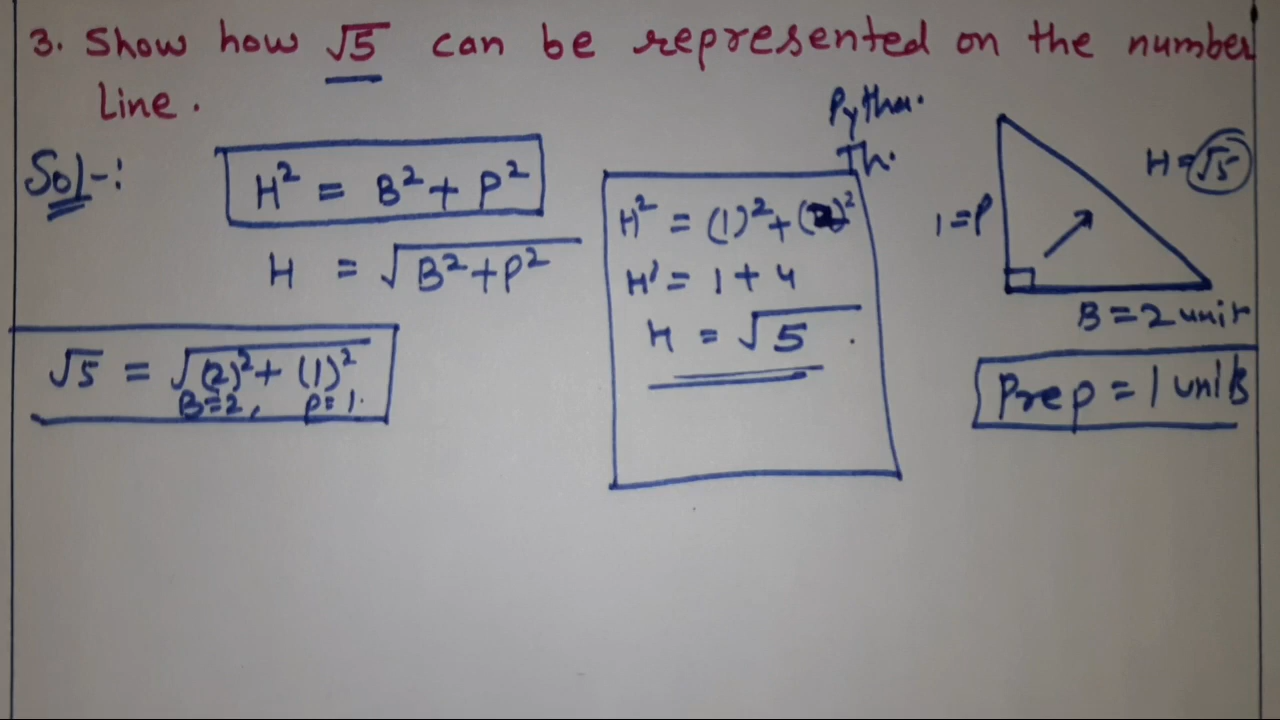 3. Show how √5 can be represented on the number
Line.
Sol-:
H² = B² + P²
H = √B²+P²
√5 = √(2)²+ (1)²
B=2, P=1.
Pytha.
Th.
H² = (1)²+(2)²
H² = 1 + 4
H = √5.
H = √5
1=P
B = 2 unit
Prep = 1 unit